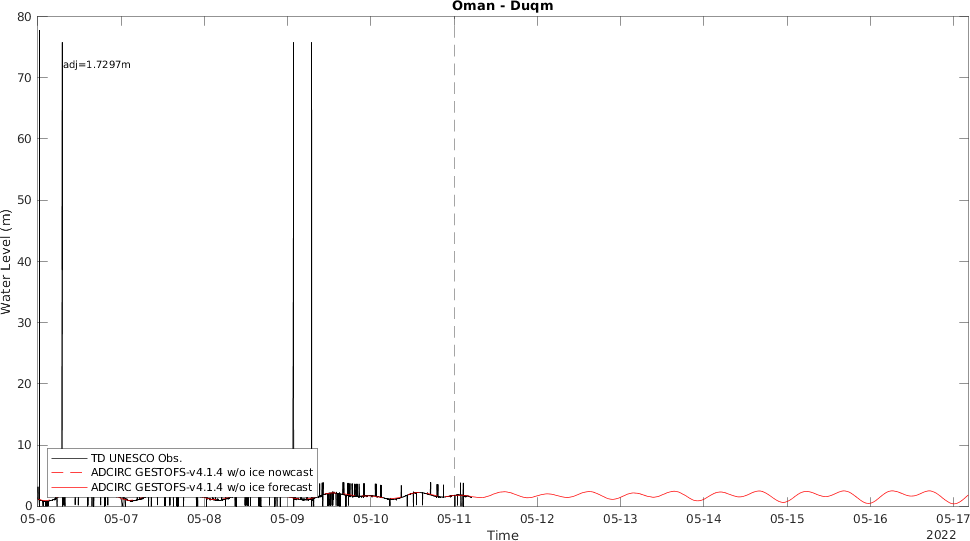 Oman - Duqm
80
70
60
50
40
30
20
10
0
Water Level (m)
adj=1.7297m
TD UNESCO Obs.
ADCIRC GESTOFS-v4.1.4 w/o ice nowcast
ADCIRC GESTOFS-v4.1.4 w/o ice forecast
05-06 05-07 05-08 05-09 05-10 05-11 05-12 05-13 05-14 05-15 05-16 05-17
Time
2022